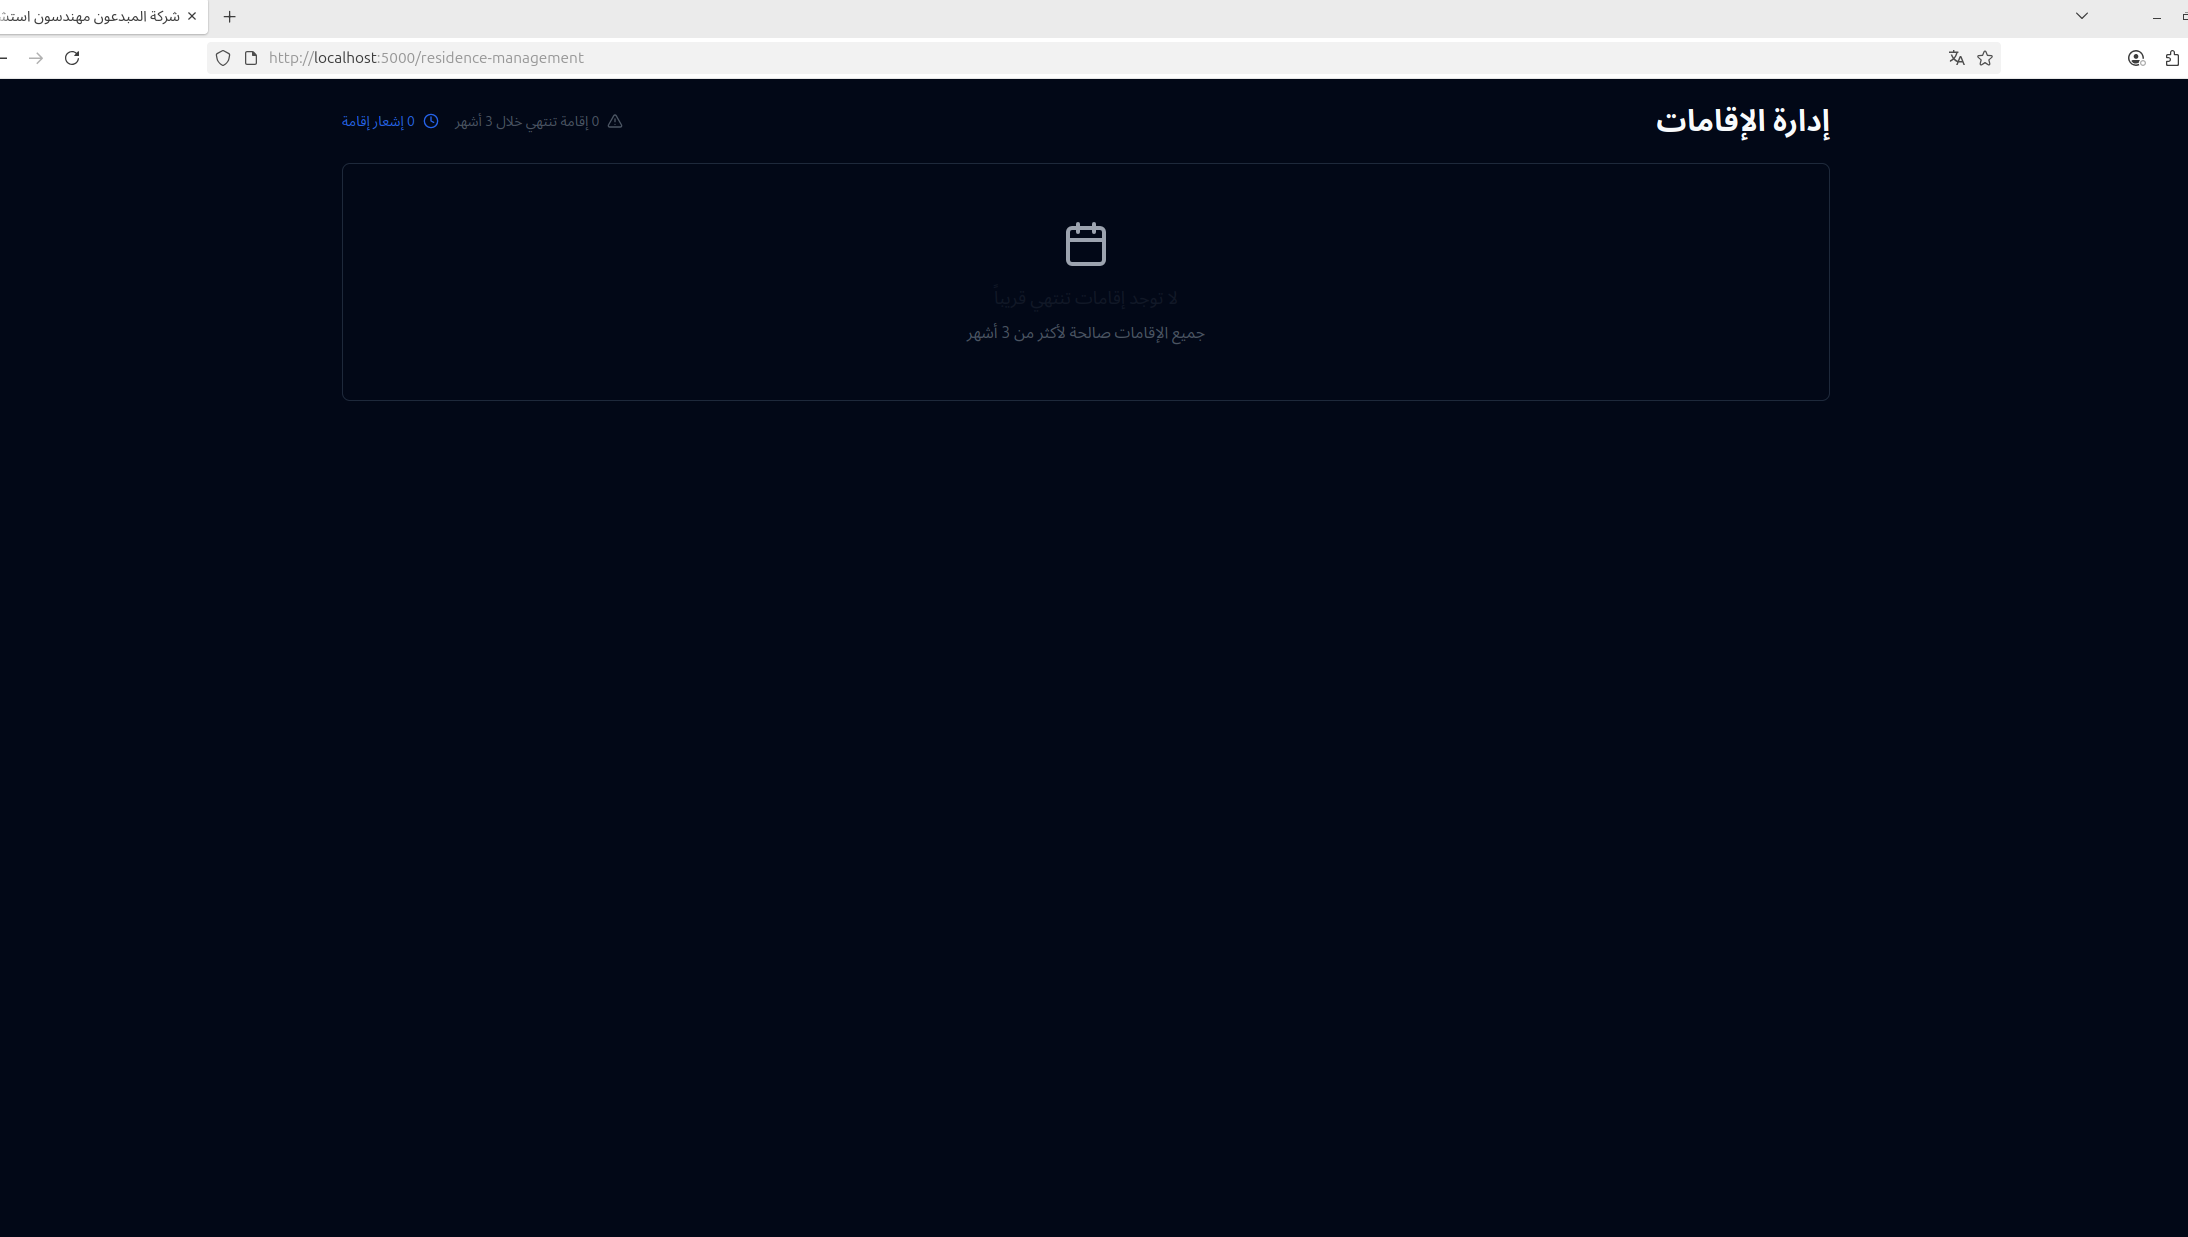 شركة المبدعون مهندسون استش
http://localhost:5000/residence-management
إدارة الإقامات
0 إقامة تنتهي خلال 3 أشهر
0 إشعار إقامة
لا توجد إقامات تنتهي قريباً
جميع الإقامات صالحة لأكثر من 3 أشهر